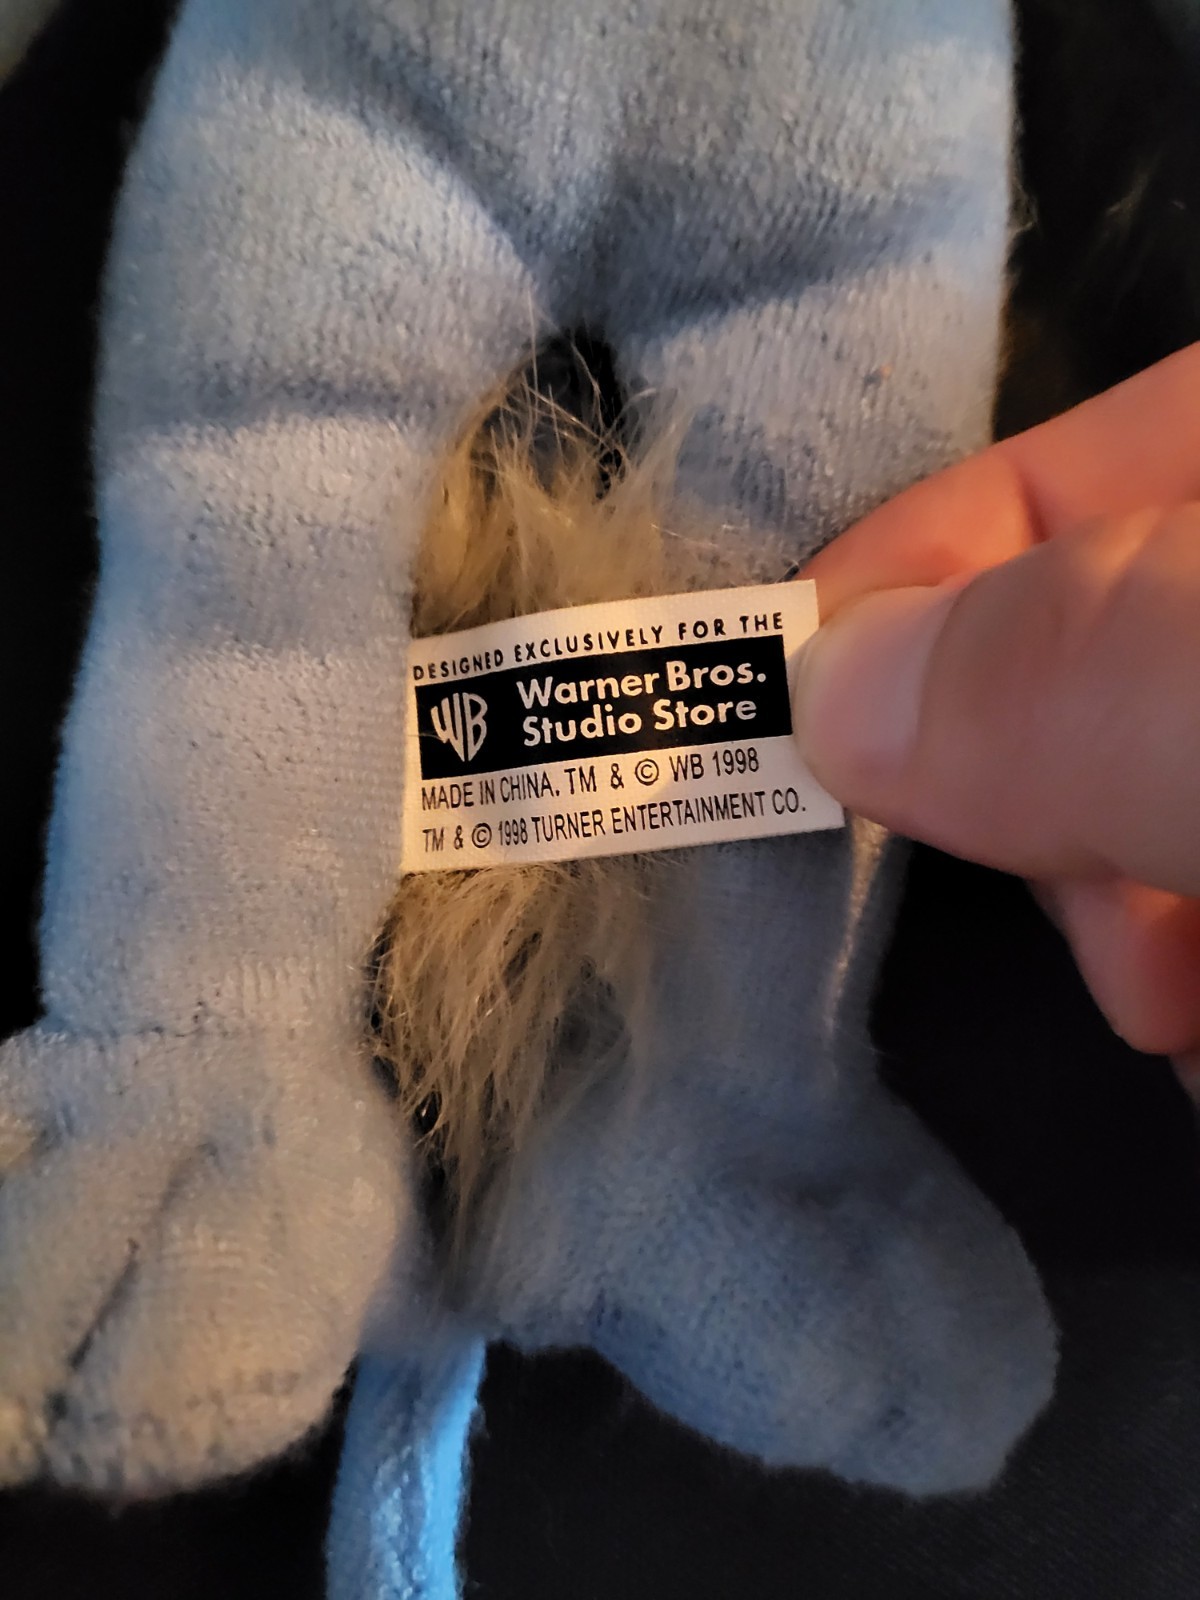 DESIGNED EXCLUSIVELY FOR THE
WB Warner Bros.
Studio Store
MADE IN CHINA. TM & © WB 1998
TM & © 1998 TURNER ENTERTAINMENT CO.